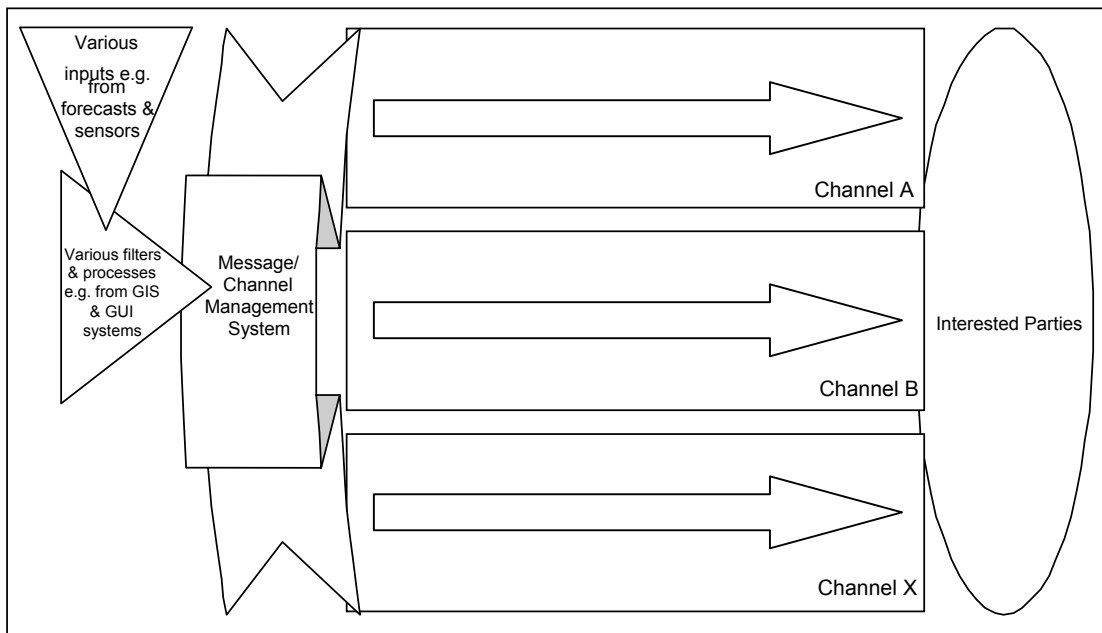 Various
inputs e.g.
from
forecasts &
sensors
Various filters
& processes
e.g. from GIS
& GUI
systems
Message/
Channel
Management
System
Channel A
Channel B
Channel X
Interested Parties